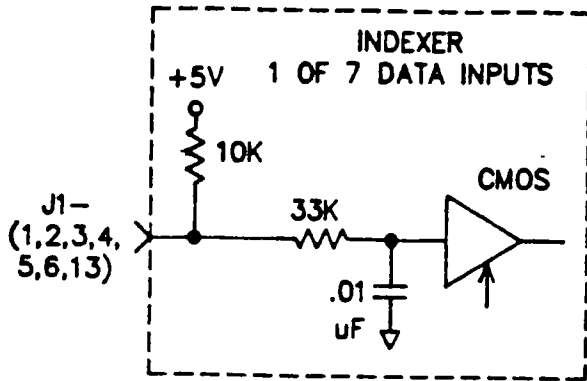 INDEXER
1 OF 7 DATA INPUTS
+5V
10K
CMOS
J1-
(1,2,3,4,
5,6,13)
33K
.01
uF